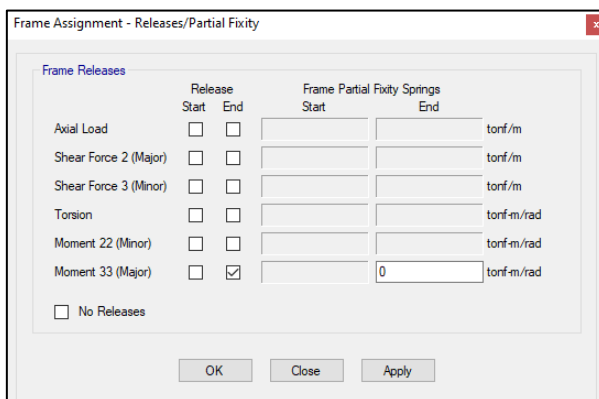 Frame Assignment - Releases/Partial Fixity
x
Frame Releases
Release Frame Partial Fixity Springs
Start End Start End
Axial Load tonf/m
Shear Force 2 (Major) tonf/m
Shear Force 3 (Minor) tonf/m
Torsion tonf-m/rad
Moment 22 (Minor) tonf-m/rad
Moment 33 (Major) 0 tonf-m/rad
No Releases
OK Close Apply